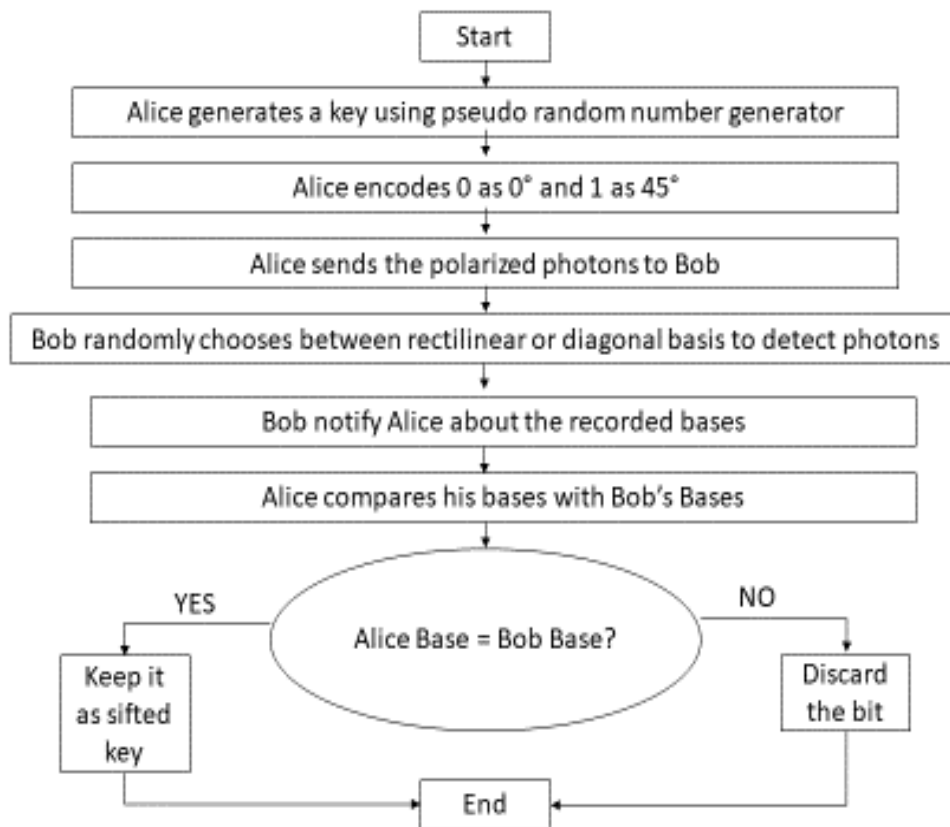 Start
Alice generates a key using pseudo random number generator
Alice encodes 0 as 0° and 1 as 45°
Alice sends the polarized photons to Bob
Bob randomly chooses between rectilinear or diagonal basis to detect photons
Bob notify Alice about the recorded bases
Alice compares his bases with Bob's Bases
YES
NO
Alice Base = Bob Base?
Keep it
as sifted
key
Discard
the bit
End